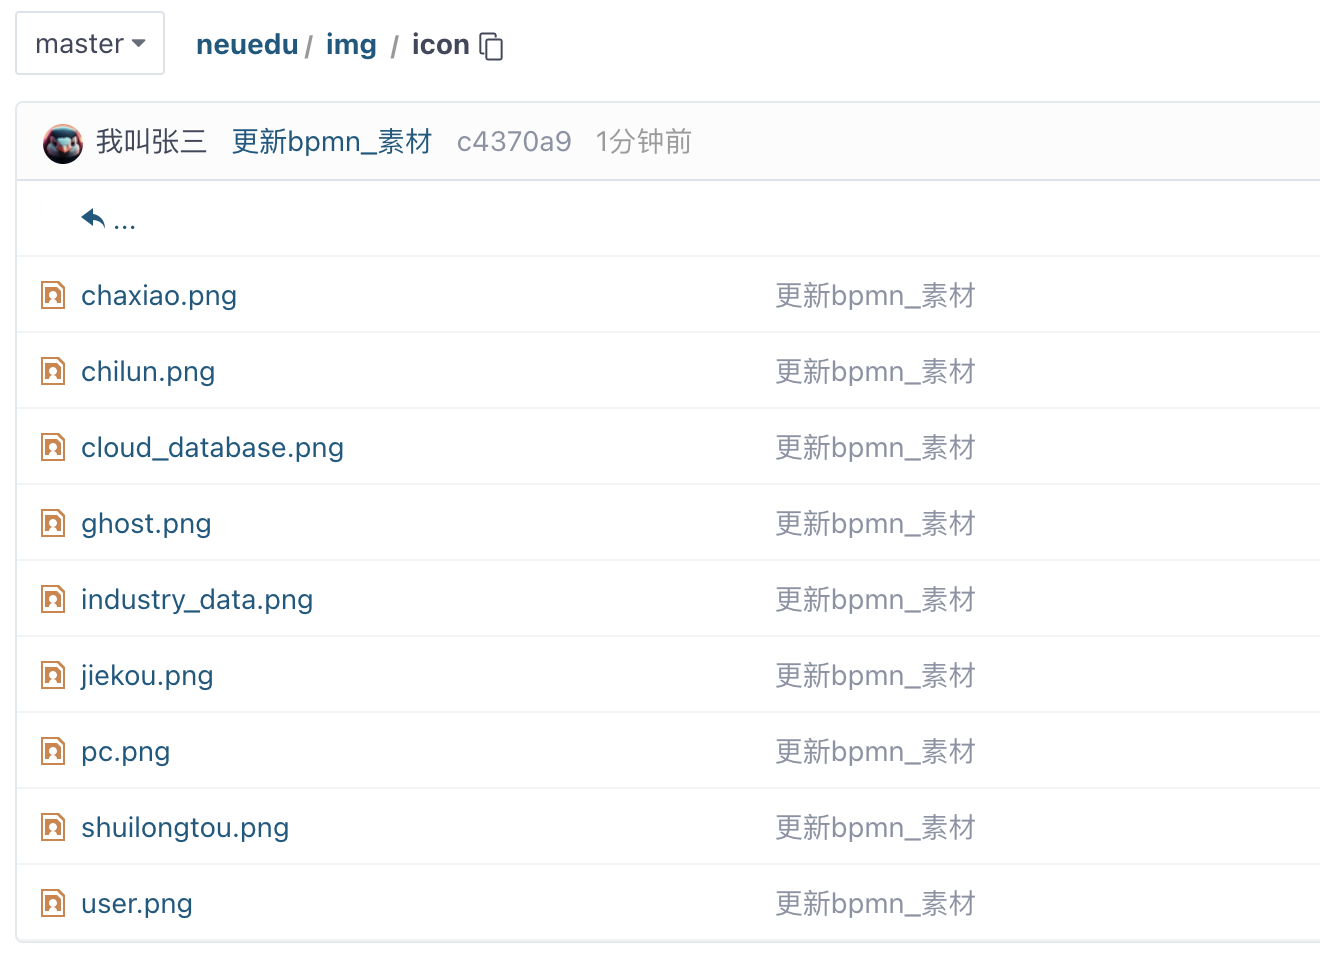 master neuedu / img / icon
我叫张三 更新bpmn_素材 c4370a9 1分钟前
...
chaxiao.png 更新bpmn_素材
chilun.png 更新bpmn_素材
cloud_database.png 更新bpmn_素材
ghost.png 更新bpmn_素材
industry_data.png 更新bpmn_素材
jiekou.png 更新bpmn_素材
pc.png 更新bpmn_素材
shuilongtou.png 更新bpmn_素材
user.png 更新bpmn_素材